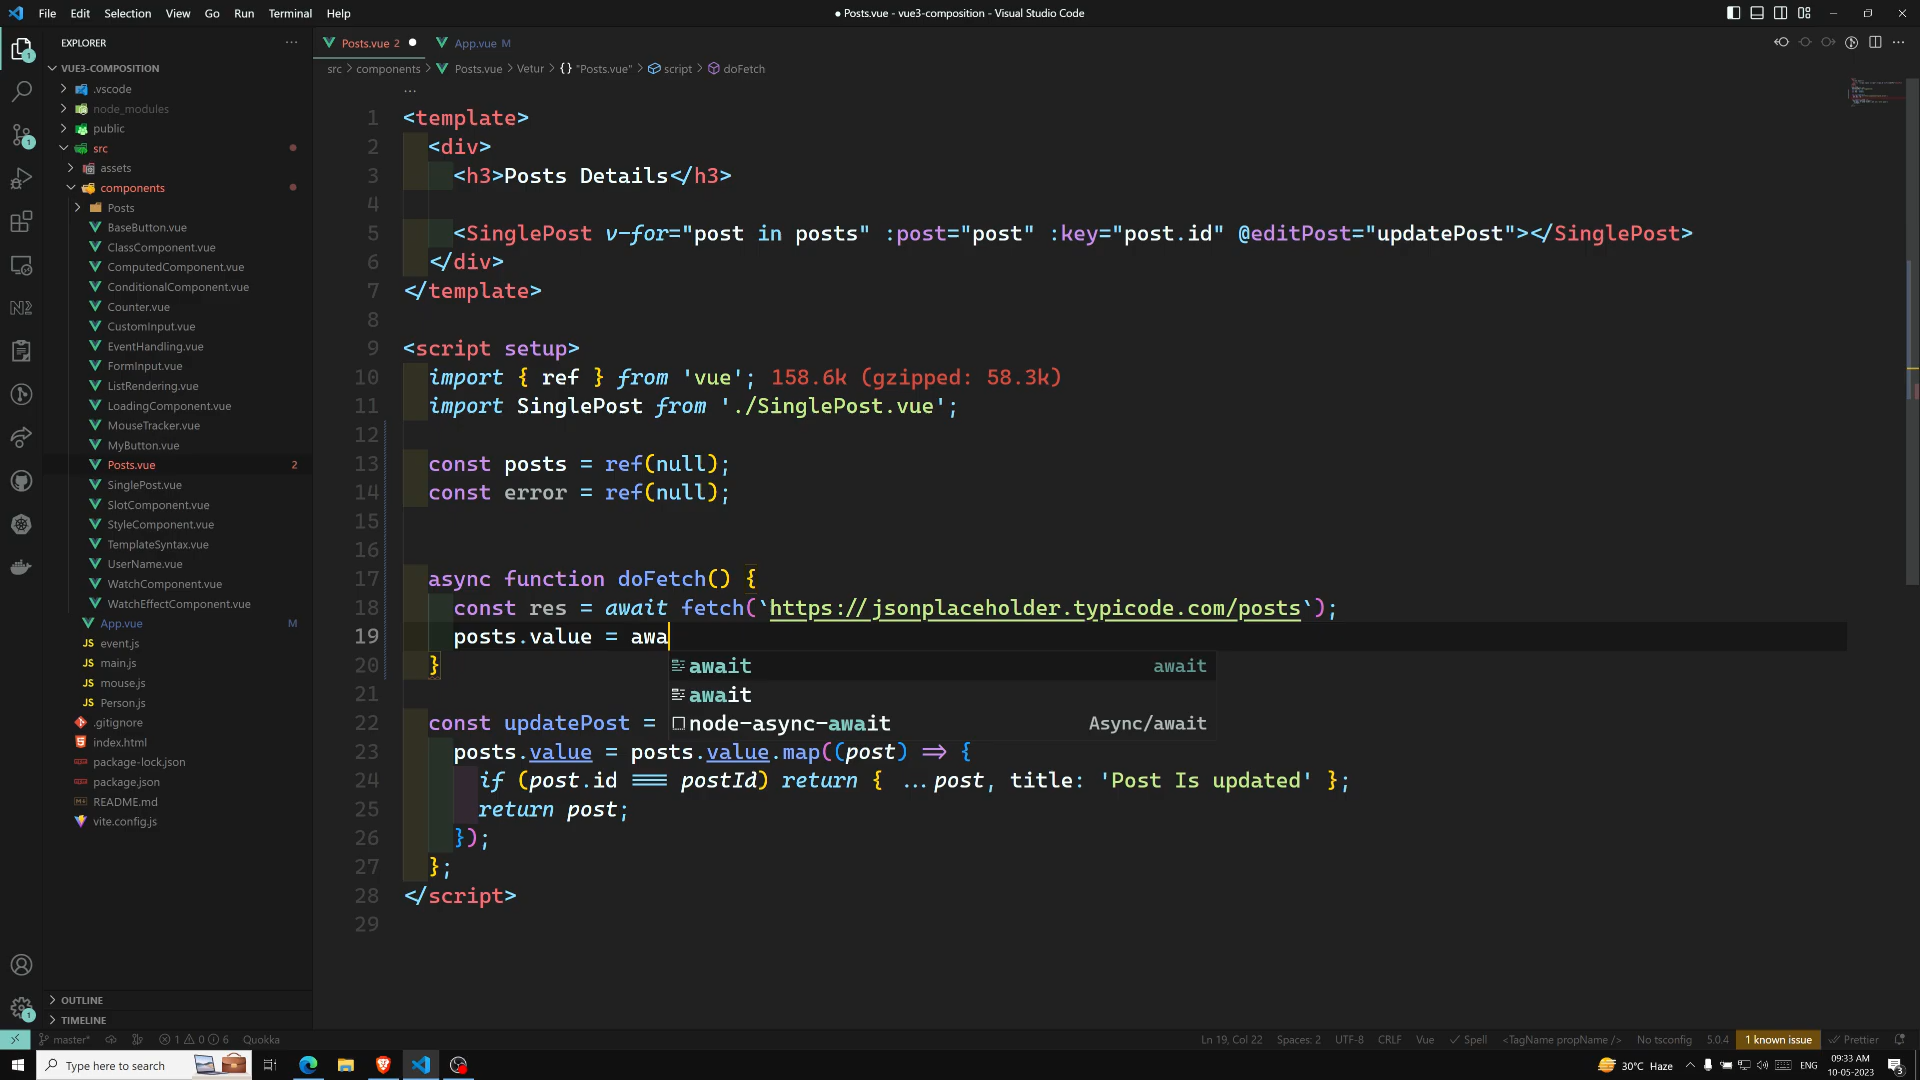 File Edit Selection View Go Run Terminal Help
● Posts.vue - vue3-composition - Visual Studio Code
EXPLORER
VUE3-COMPOSITION
.vscode
node_modules
public
src
assets
components
Posts
BaseButton.vue
ClassComponent.vue
ComputedComponent.vue
ConditionalComponent.vue
Counter.vue
CustomInput.vue
EventHandling.vue
FormInput.vue
ListRendering.vue
LoadingComponent.vue
MouseTracker.vue
MyButton.vue
Posts.vue 2
SinglePost.vue
SlotComponent.vue
StyleComponent.vue
TemplateSyntax.vue
UserName.vue
WatchComponent.vue
WatchEffectComponent.vue
App.vue M
JS event.js
JS main.js
JS mouse.js
JS Person.js
.gitignore
index.html
package-lock.json
package.json
README.md
vite.config.js
OUTLINE
TIMELINE
Posts.vue 2 ● App.vue M
src > components > Posts.vue > Vetur > {} "Posts.vue" > script > doFetch
1 <template>
2 <div>
3 <h3>Posts Details</h3>
4
5 <SinglePost v-for="post in posts" :post="post" :key="post.id" @editPost="updatePost"></SinglePost>
6 </div>
7 </template>
8
9 <script setup>
10 import { ref } from 'vue'; 158.6k (gzipped: 58.3k)
11 import SinglePost from './SinglePost.vue';
12
13 const posts = ref(null);
14 const error = ref(null);
15
16
17 async function doFetch() {
18 const res = await fetch(`https://jsonplaceholder.typicode.com/posts`);
19 posts.value = awa
20 }
await await
await
node-async-await Async/await
21
22 const updatePost =
23 posts.value = posts.value.map((post) => {
24 if (post.id === postId) return { ...post, title: 'Post Is updated' };
25 return post;
26 });
27 };
28 </script>
29
master* 1 0 6 Quokka
Ln 19, Col 22 Spaces: 2 UTF-8 CRLF Vue Spell <TagName propName /> No tsconfig 5.0.4 1 known issue Prettier
Type here to search
30°C Haze ENG 09:33 AM 10-05-2023 3